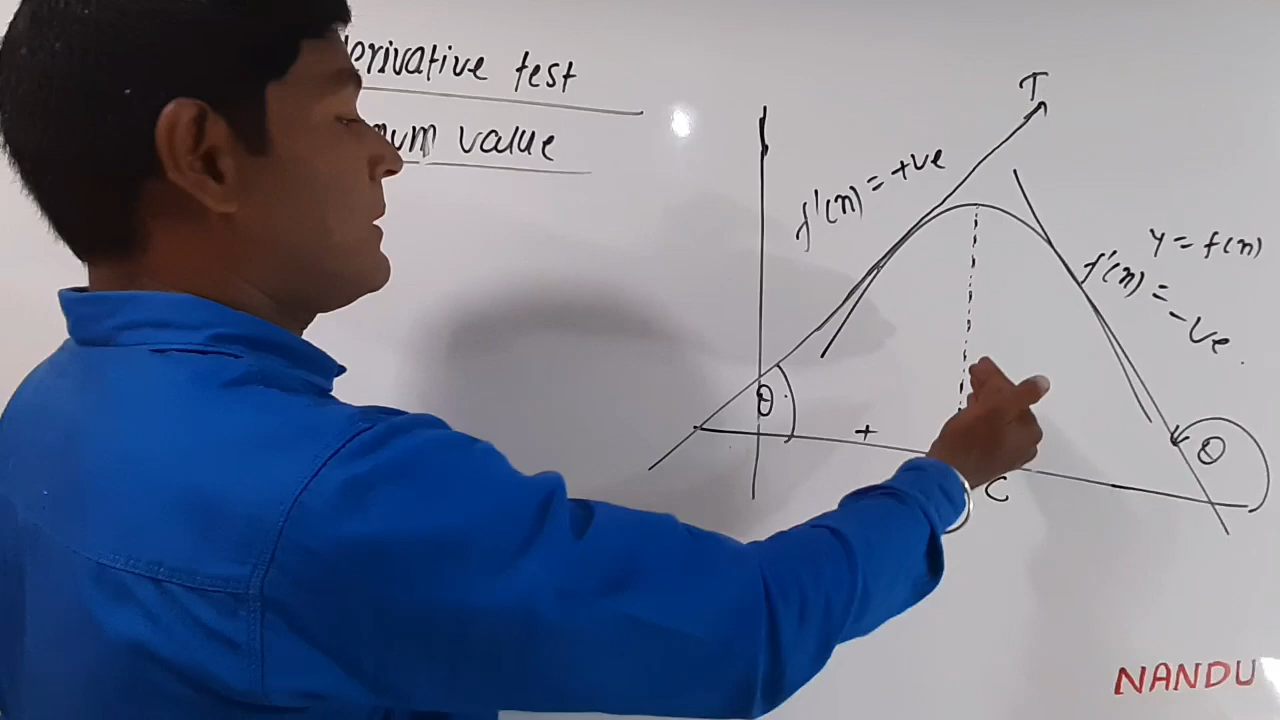 erivative test
mum value
T
f'(n) = +ve
y = f(n)
f'(n) =
-ve.
θ
+
θ
C
NANDU